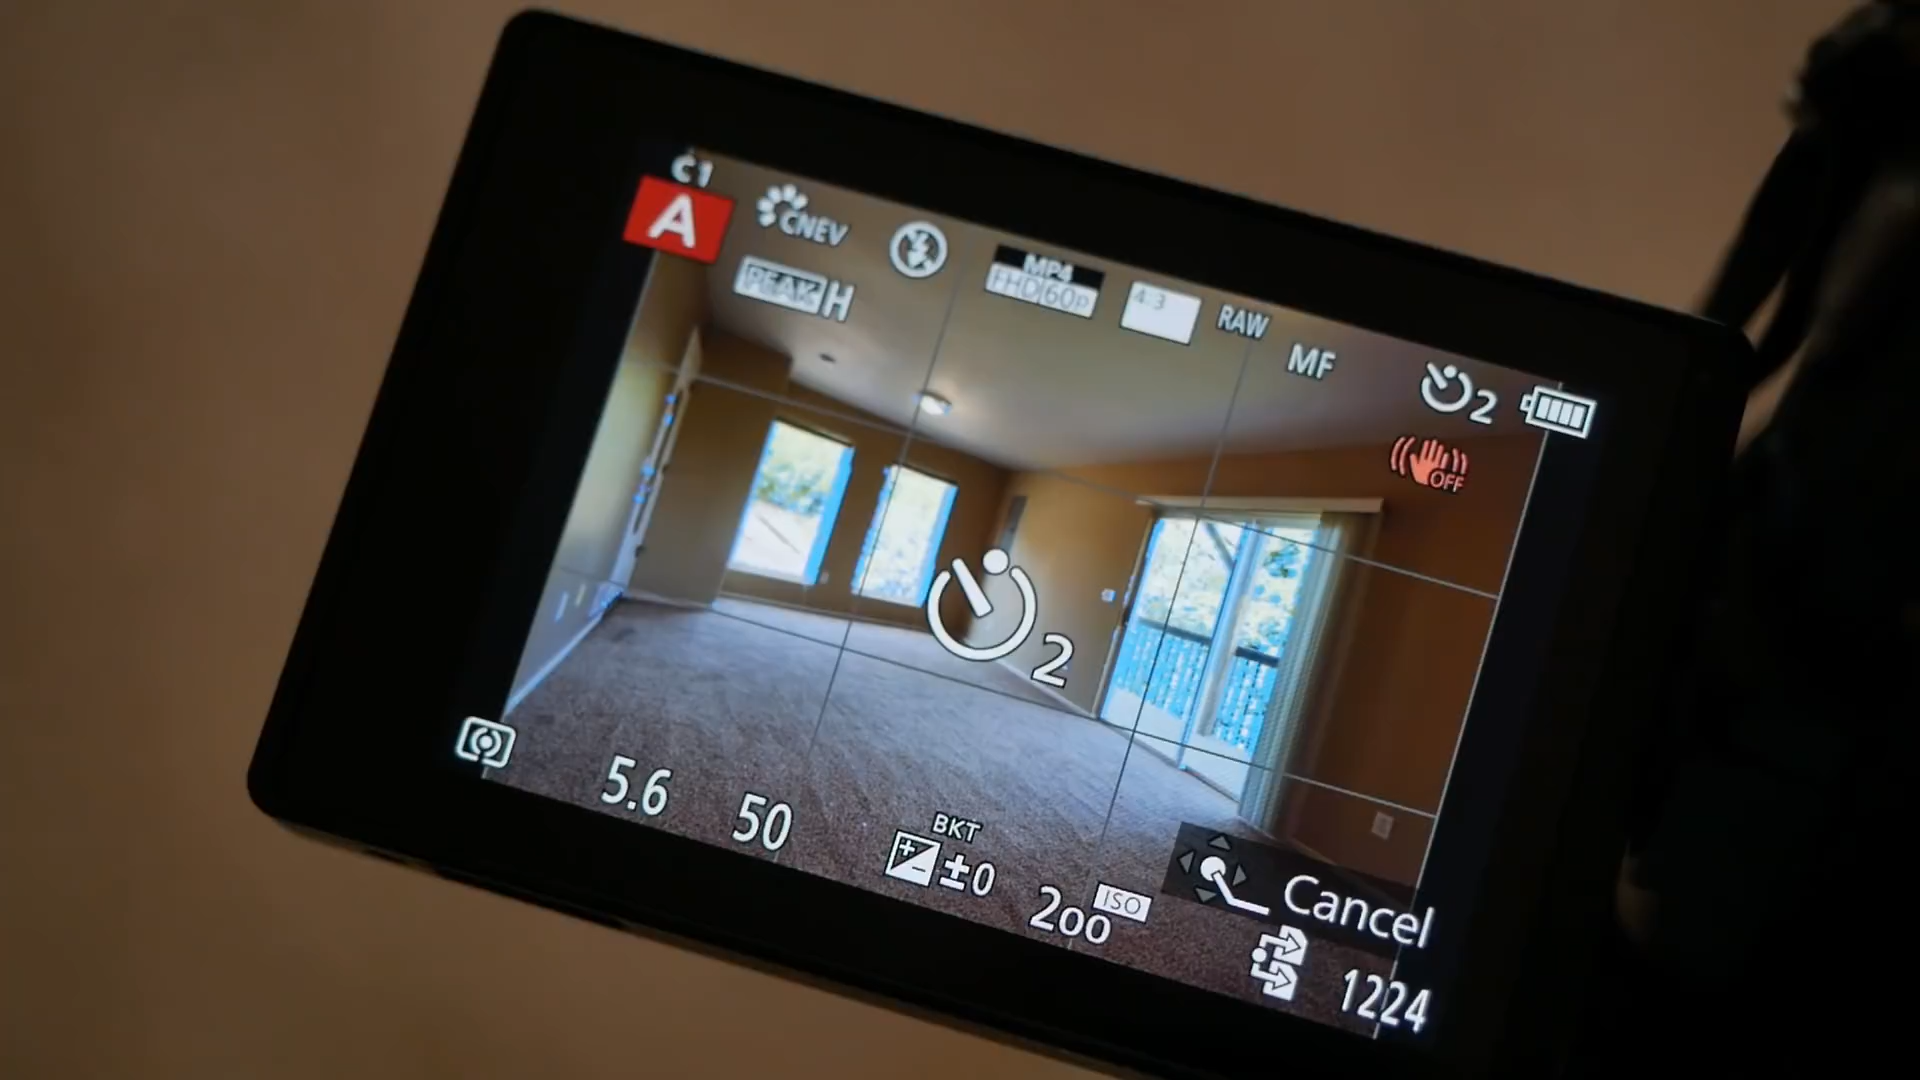 C1
A
CNEV
PEAK H
MP4
FHD 60p
4:3
RAW
MF
2
OFF
2
5.6
50
BKT
±0
200
ISO
Cancel
1224